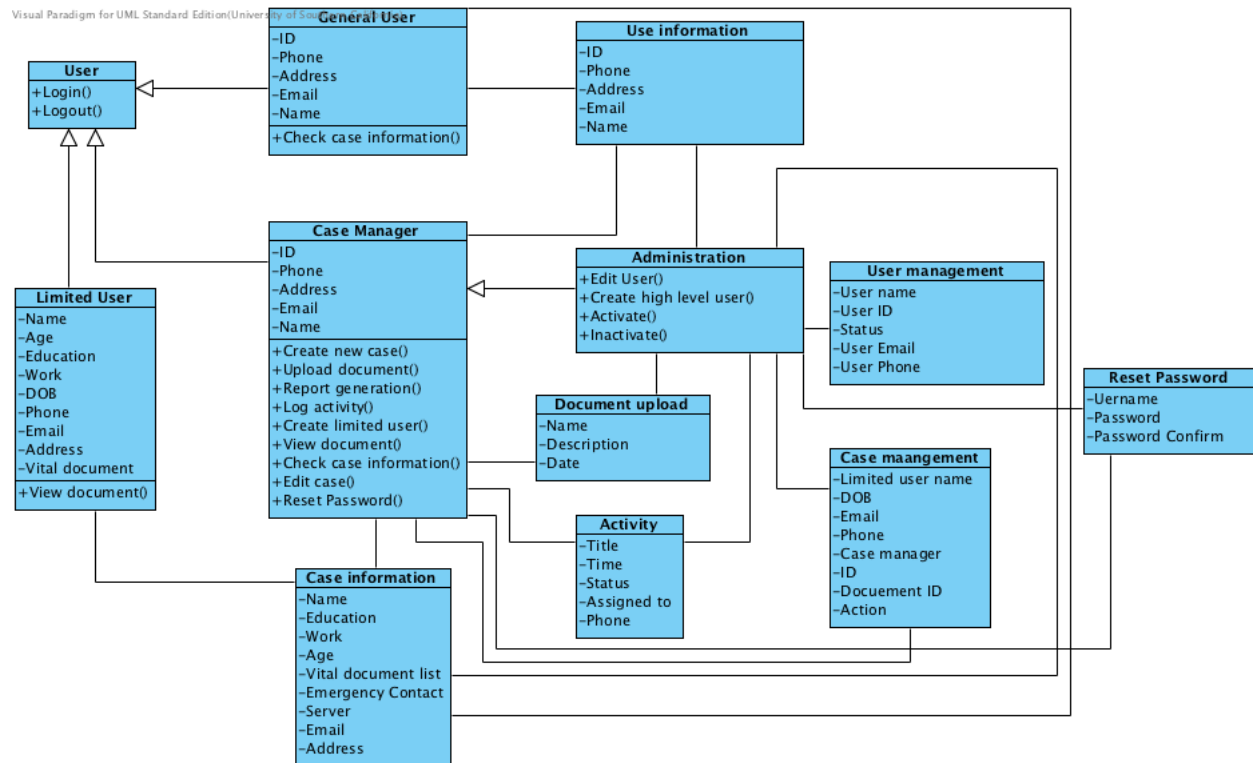 Visual Paradigm for UML Standard Edition(University of
General User
-ID
-Phone
-Address
-Email
-Name
+Check case information()
Use information
-ID
-Phone
-Address
-Email
-Name
User
+Login()
+Logout()
Case Manager
-ID
-Phone
-Address
-Email
-Name
+Create new case()
+Upload document()
+Report generation()
+Log activity()
+Create limited user()
+View document()
+Check case information()
+Edit case()
+Reset Password()
Administration
+Edit User()
+Create high level user()
+Activate()
+Inactivate()
User management
-User name
-User ID
-Status
-User Email
-User Phone
Limited User
-Name
-Age
-Education
-Work
-DOB
-Phone
-Email
-Address
-Vital document
+View document()
Reset Password
-Uername
-Password
-Password Confirm
Document upload
-Name
-Description
-Date
Case maangement
-Limited user name
-DOB
-Email
-Phone
-Case manager
-ID
-Docuement ID
-Action
Activity
-Title
-Time
-Status
-Assigned to
-Phone
Case information
-Name
-Education
-Work
-Age
-Vital document list
-Emergency Contact
-Server
-Email
-Address